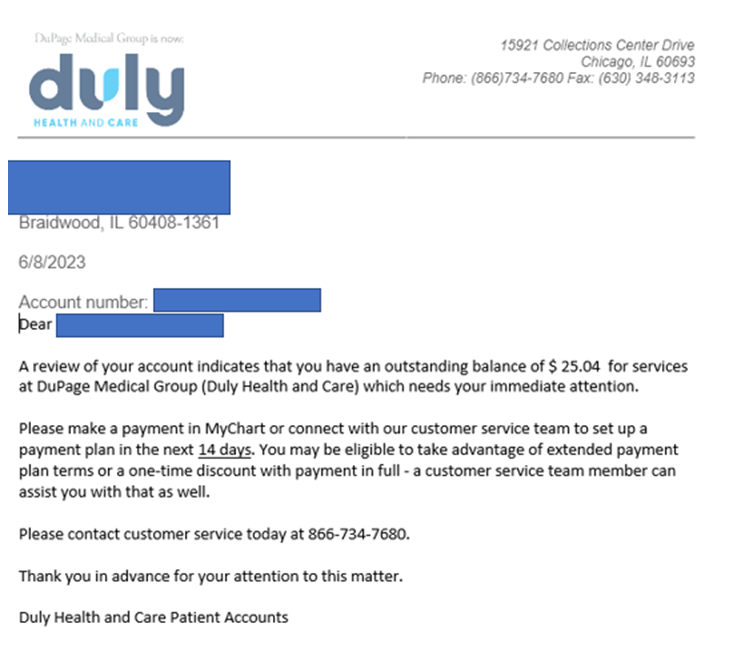 DuPage Medical Group is now:
duly
HEALTH AND CARE
15921 Collections Center Drive
Chicago, IL 60693
Phone: (866)734-7680 Fax: (630) 348-3113
Braidwood, IL 60408-1361
6/8/2023
Account number:
Dear
A review of your account indicates that you have an outstanding balance of $ 25.04 for services
at DuPage Medical Group (Duly Health and Care) which needs your immediate attention.
Please make a payment in MyChart or connect with our customer service team to set up a
payment plan in the next 14 days. You may be eligible to take advantage of extended payment
plan terms or a one-time discount with payment in full - a customer service team member can
assist you with that as well.
Please contact customer service today at 866-734-7680.
Thank you in advance for your attention to this matter.
Duly Health and Care Patient Accounts